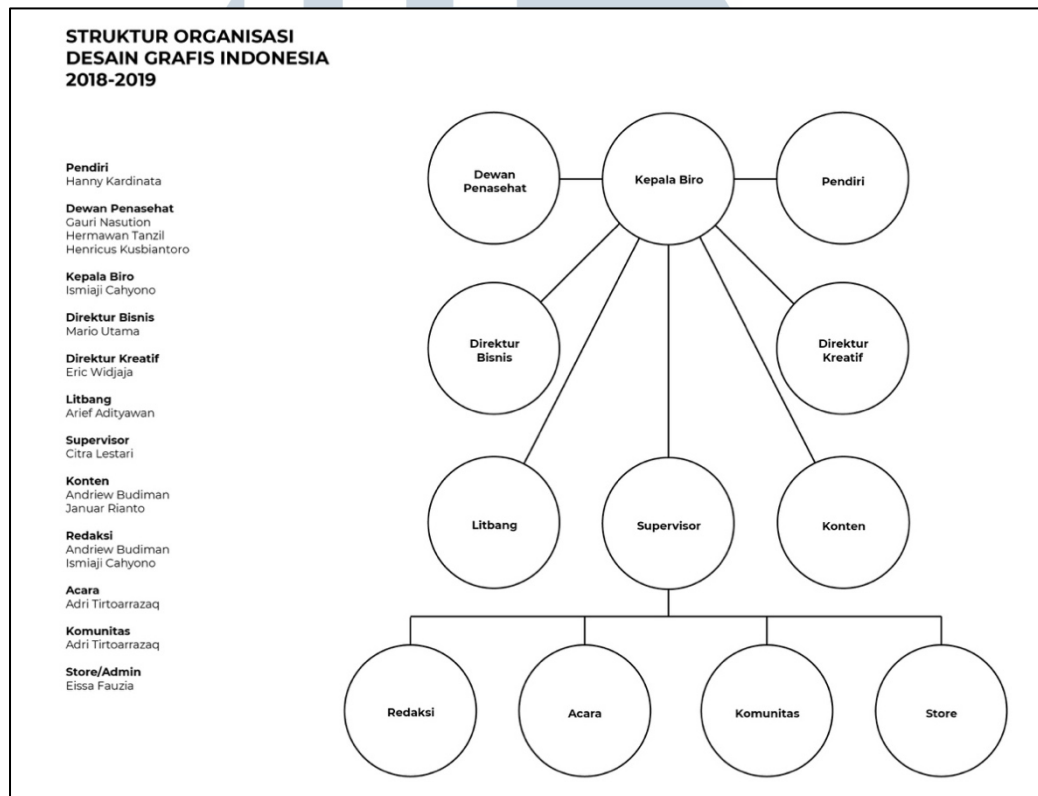 STRUKTUR ORGANISASI
DESAIN GRAFIS INDONESIA
2018-2019
Pendiri
Hanny Kardinata
Dewan Penasehat
Gauri Nasution
Hermawan Tanzil
Henricus Kusbiantoro
Kepala Biro
Ismiaji Cahyono
Direktur Bisnis
Mario Utama
Direktur Kreatif
Eric Widjaja
Litbang
Arief Adityawan
Supervisor
Citra Lestari
Konten
Andriew Budiman
Januar Rianto
Redaksi
Andriew Budiman
Ismiaji Cahyono
Acara
Adri Tirtoarrazaq
Komunitas
Adri Tirtoarrazaq
Store/Admin
Eissa Fauzia
Dewan
Penasehat
Kepala Biro
Pendiri
Direktur
Bisnis
Direktur
Kreatif
Litbang
Supervisor
Konten
Redaksi
Acara
Komunitas
Store